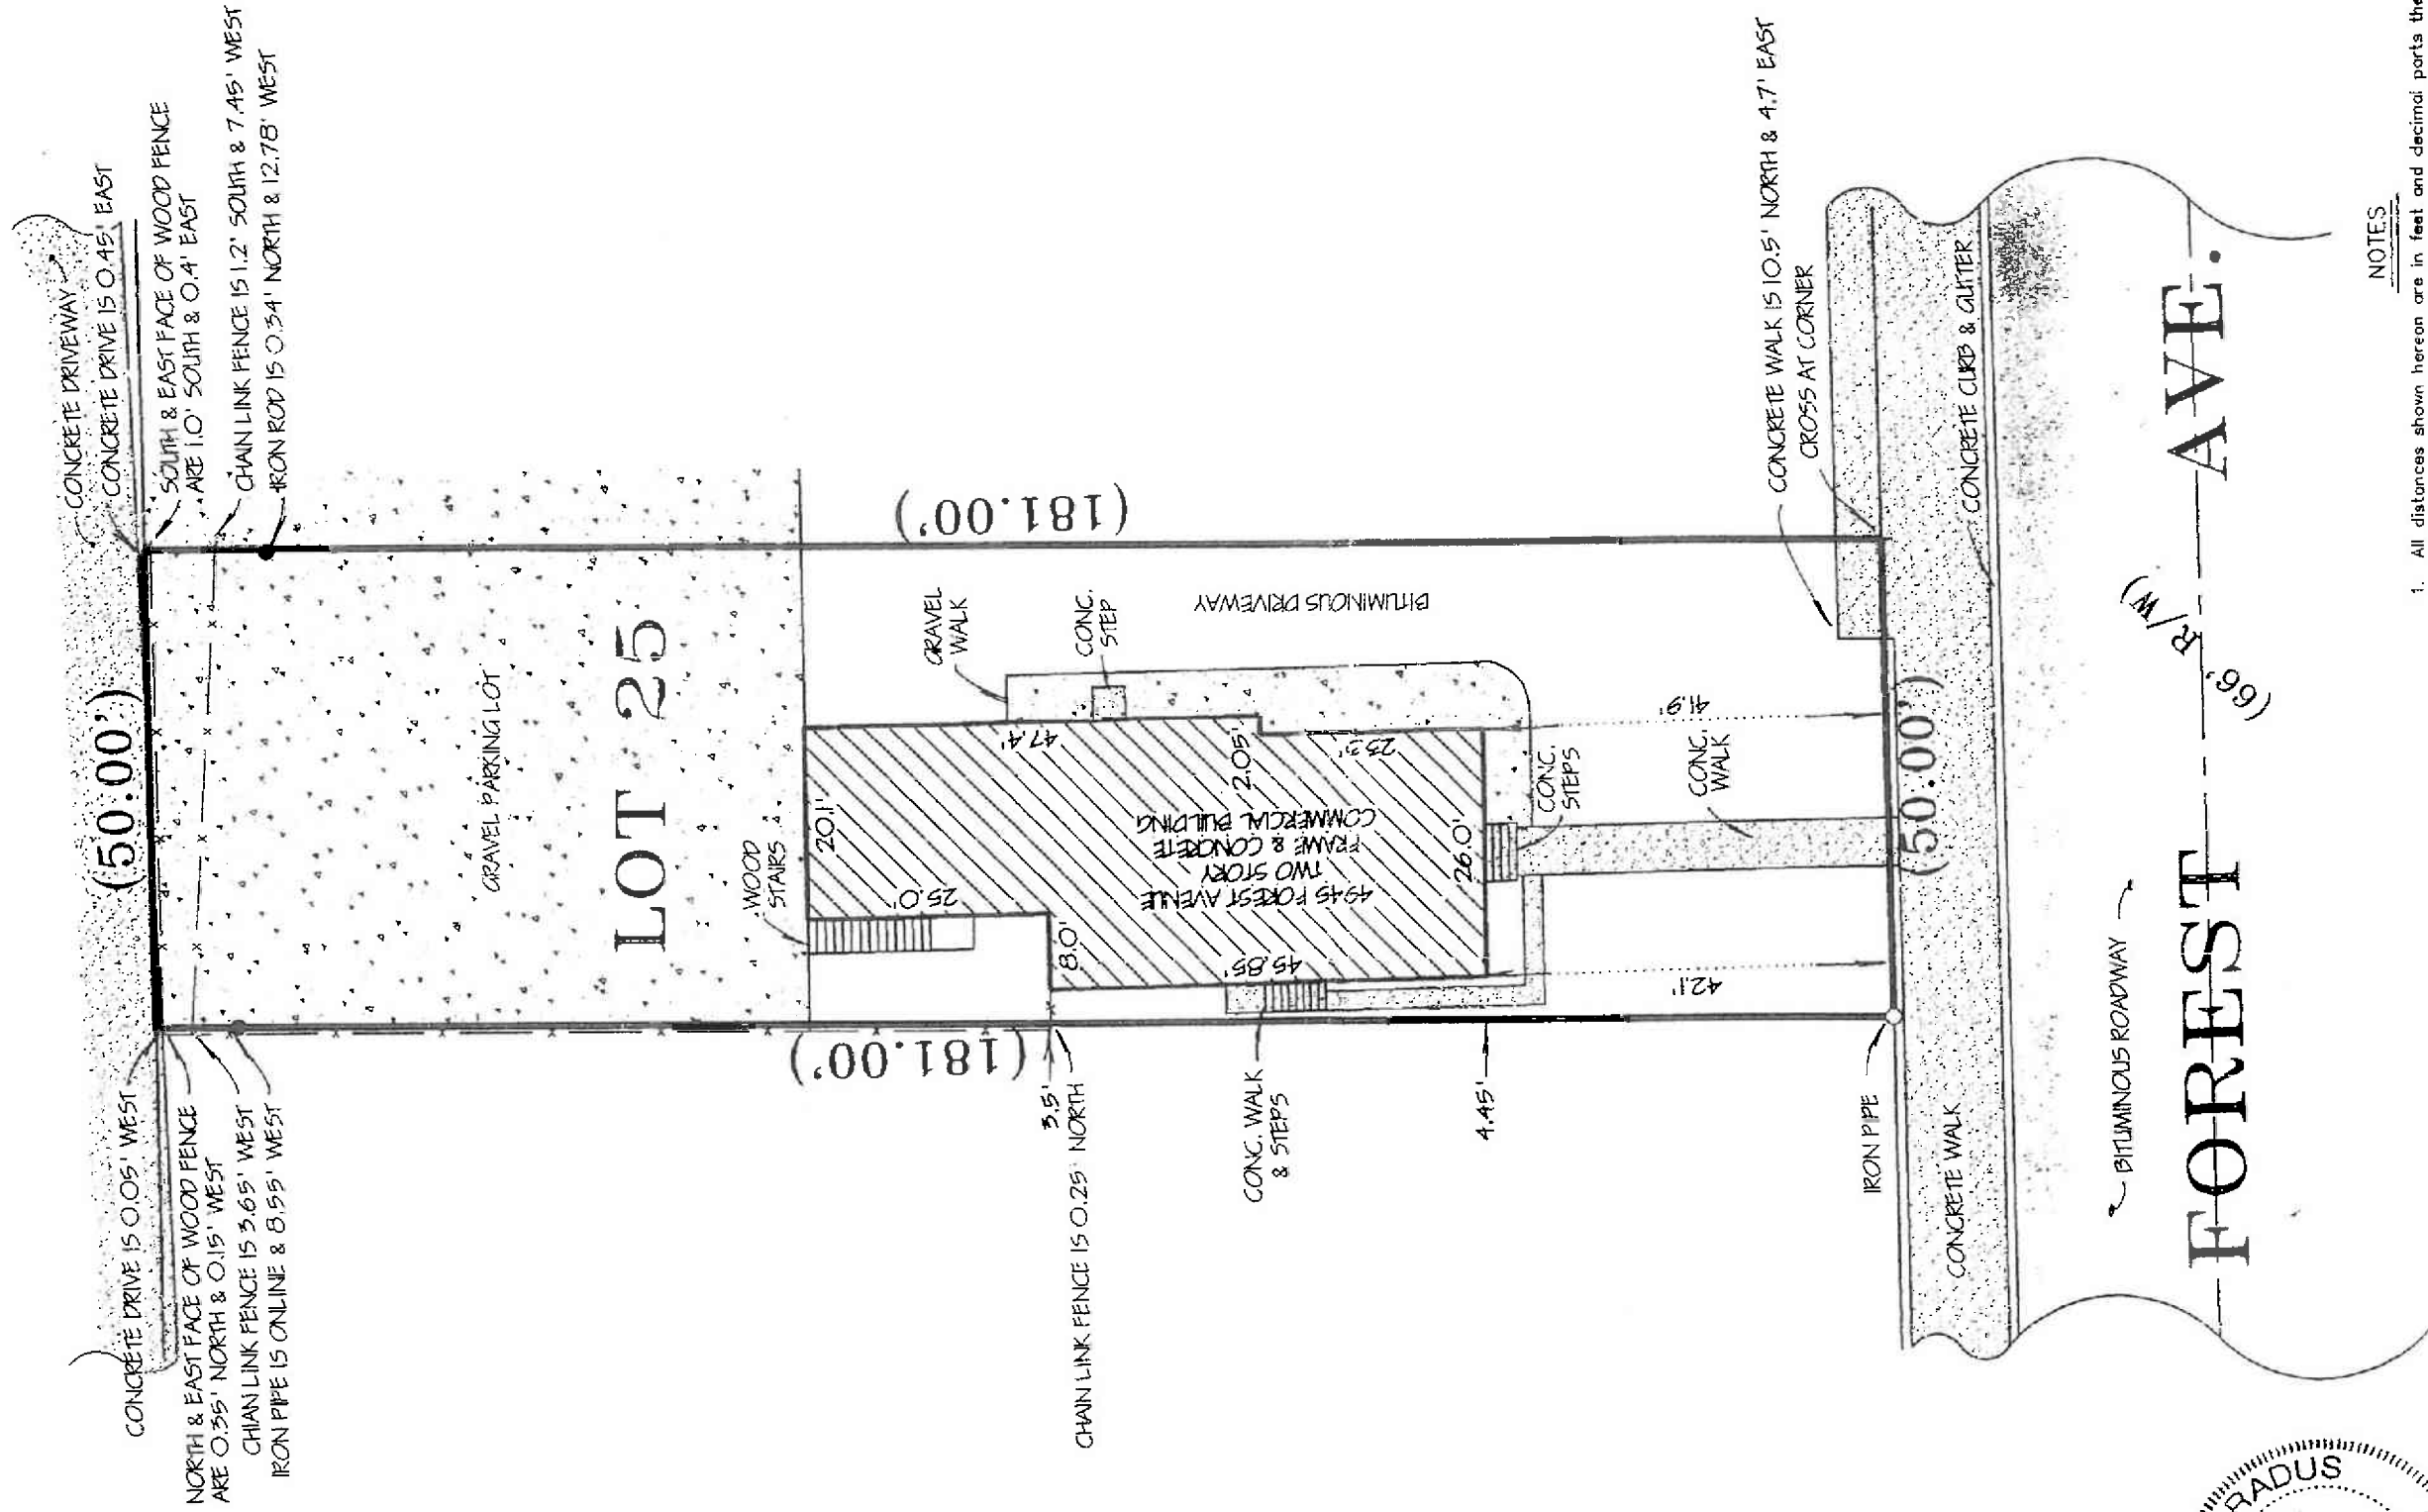 CONCRETE DRIVEWAY
CONCRETE DRIVE IS 0.45' EAST
SOUTH & EAST FACE OF WOOD FENCE
ARE 1.0' SOUTH & 0.4' EAST
CHAIN LINK FENCE IS 1.2' SOUTH & 7.45' WEST
IRON ROD IS 0.34' NORTH & 12.78' WEST
(50.00')
GRAVEL PARKING LOT
LOT 25
CONCRETE DRIVE IS 0.05' WEST
NORTH & EAST FACE OF WOOD FENCE
ARE 0.35' NORTH & 0.15' WEST
CHIAN LINK FENCE IS 3.65' WEST
IRON PIPE IS ONLINE & 8.55' WEST
(181.00')
(181.00')
WOOD
STAIRS
20.1'
25.0'
47.4'
GRAVEL
WALK
CONC.
STEP
BITUMINOUS DRIVEWAY
8.0'
3.5'
CHAIN LINK FENCE IS 0.25' NORTH
2.05'
23.3'
4945 FOREST AVENUE
TWO STORY
FRAME & CONCRETE
COMMERCIAL BUILDING
45.85'
26.0'
CONC. WALK
& STEPS
4.45'
CONC.
STEPS
CONC.
WALK
41.9'
42.1'
CONCRETE WALK IS 10.5' NORTH & 4.7' EAST
CROSS AT CORNER
IRON PIPE
(50.00')
CONCRETE WALK
CONCRETE CURB & GUTTER
BITUMINOUS ROADWAY
(66' R/W)
FOREST AVE.
NOTES
1. All distances shown hereon are in feet and decimal parts the
RADUS